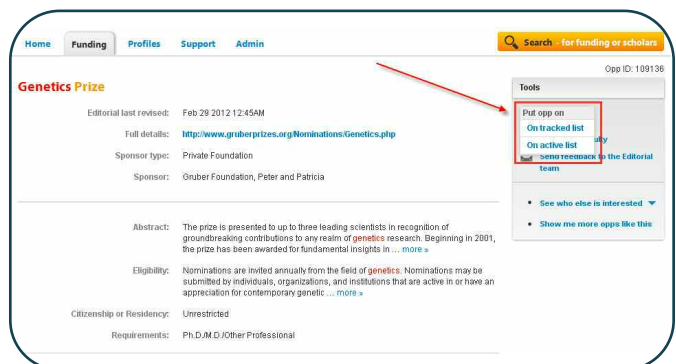 Home Funding Profiles Support Admin
Search - for funding or scholars
Opp ID: 109136
Genetics Prize
Editorial last revised: Feb 29 2012 12:45AM
Full details: http://www.gruberprizes.org/Nominations/Genetics.php
Sponsor type: Private Foundation
Sponsor: Gruber Foundation, Peter and Patricia
Abstract: The prize is presented to up to three leading scientists in recognition of
groundbreaking contributions to any realm of genetics research. Beginning in 2001,
the prize has been awarded for fundamental insights in ... more »
Eligibility: Nominations are invited annually from the field of genetics. Nominations may be
submitted by individuals, organizations, and institutions that are active in or have an
appreciation for contemporary genetic ... more »
Citizenship or Residency: Unrestricted
Requirements: Ph.D./M.D./Other Professional
Tools
Put opp on
On tracked list
On active list
Send feedback to the Editorial
team
• See who else is interested
• Show me more opps like this